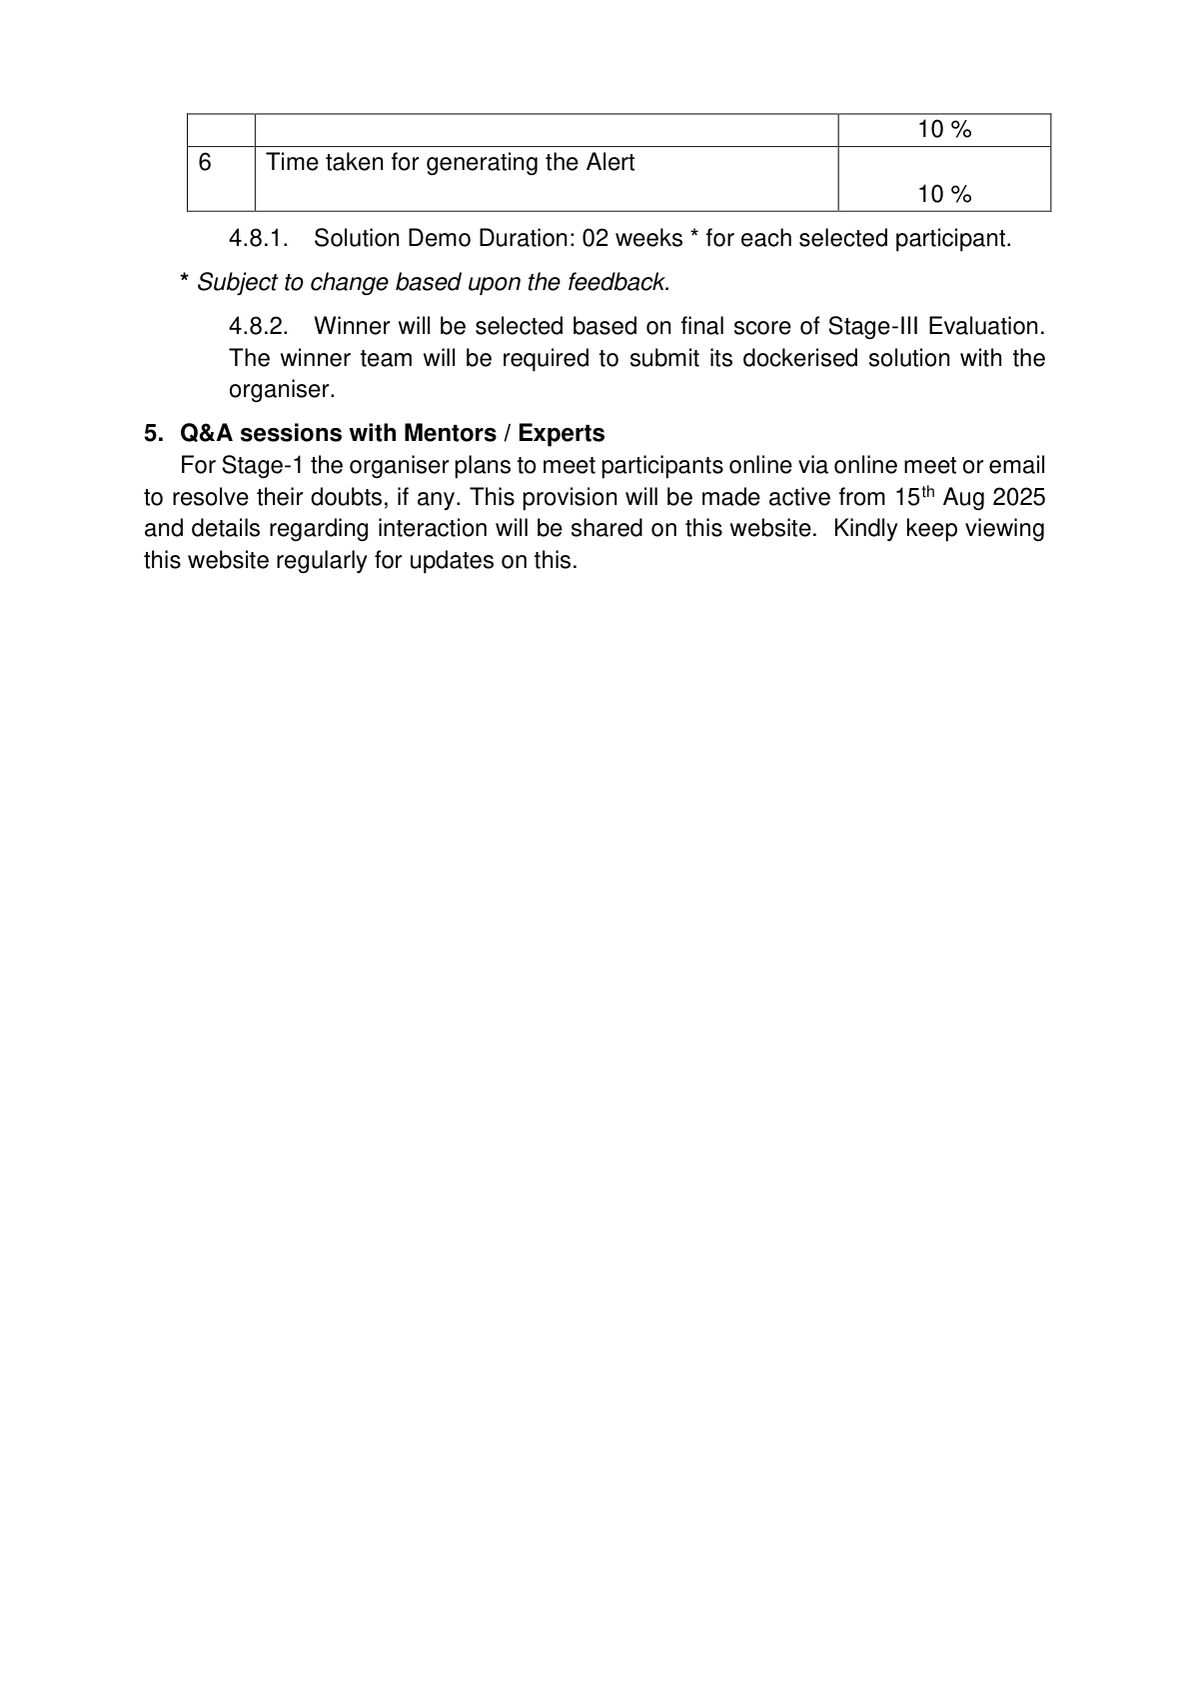 10 %
6 Time taken for generating the Alert
10 %
4.8.1. Solution Demo Duration: 02 weeks * for each selected participant.
* Subject to change based upon the feedback.
4.8.2. Winner will be selected based on final score of Stage-III Evaluation.
The winner team will be required to submit its dockerised solution with the
organiser.
5. Q&A sessions with Mentors / Experts
For Stage-1 the organiser plans to meet participants online via online meet or email
to resolve their doubts, if any. This provision will be made active from 15th Aug 2025
and details regarding interaction will be shared on this website.  Kindly keep viewing
this website regularly for updates on this.